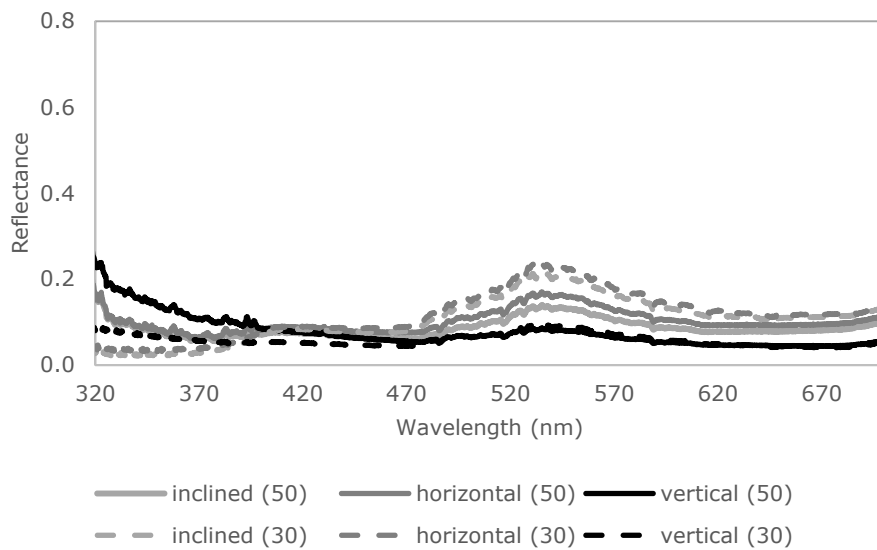 0.8
0.6
0.4
0.2
0.0
Reflectance
320 370 420 470 520 570 620 670
Wavelength (nm)
inclined (50) horizontal (50) vertical (50)
inclined (30) horizontal (30) vertical (30)